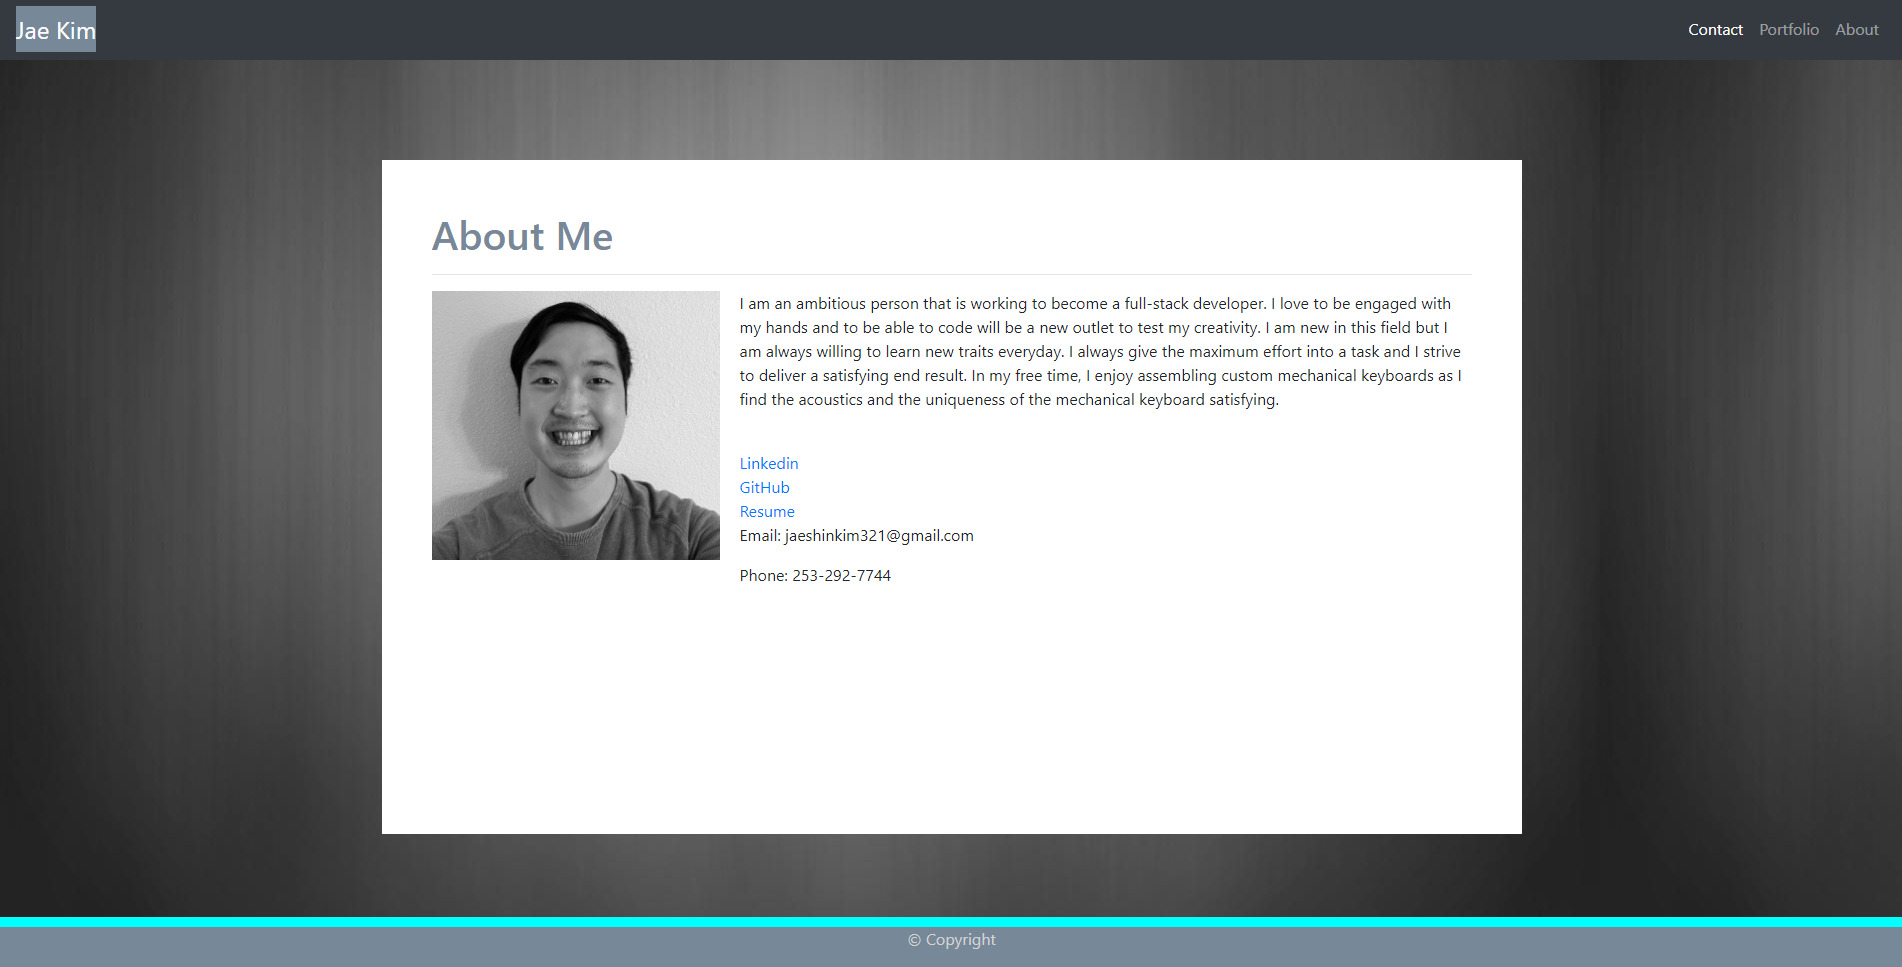 Jae Kim
Contact Portfolio About
About Me
I am an ambitious person that is working to become a full-stack developer. I love to be engaged with
my hands and to be able to code will be a new outlet to test my creativity. I am new in this field but I
am always willing to learn new traits everyday. I always give the maximum effort into a task and I strive
to deliver a satisfying end result. In my free time, I enjoy assembling custom mechanical keyboards as I
find the acoustics and the uniqueness of the mechanical keyboard satisfying.
Linkedin
GitHub
Resume
Email: jaeshinkim321@gmail.com
Phone: 253-292-7744
© Copyright